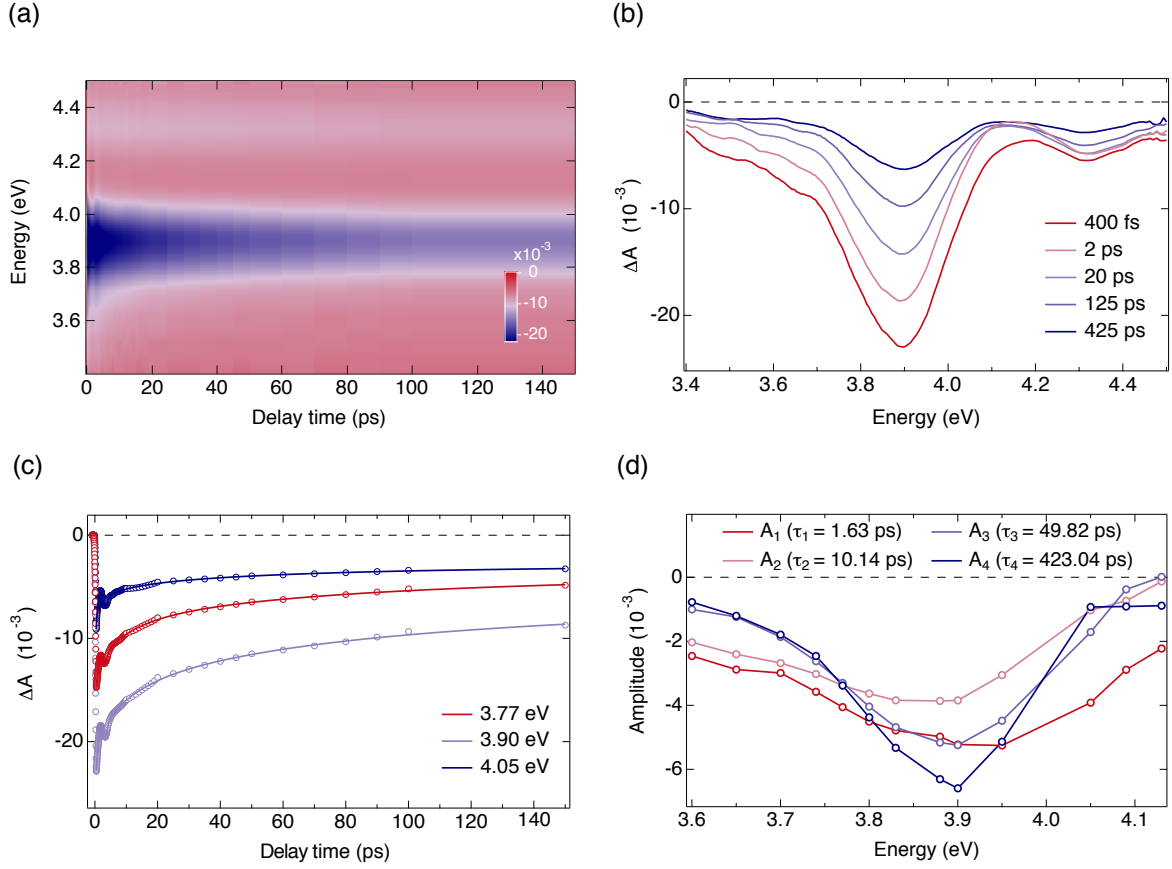 (a)
4.4
4.2
4.0
3.8
3.6
Energy (eV)
x10⁻³
0
-10
-20
0 20 40 60 80 100 120 140
Delay time (ps)
(b)
0
-10
-20
ΔA (10⁻³)
400 fs
2 ps
20 ps
125 ps
425 ps
3.4 3.6 3.8 4.0 4.2 4.4
Energy (eV)
(c)
0
-10
-20
ΔA (10⁻³)
3.77 eV
3.90 eV
4.05 eV
0 20 40 60 80 100 120 140
Delay time (ps)
(d)
A₁ (τ₁ = 1.63 ps) A₃ (τ₃ = 49.82 ps)
A₂ (τ₂ = 10.14 ps) A₄ (τ₄ = 423.04 ps)
0
-2
-4
-6
Amplitude (10⁻³)
3.6 3.7 3.8 3.9 4.0 4.1
Energy (eV)